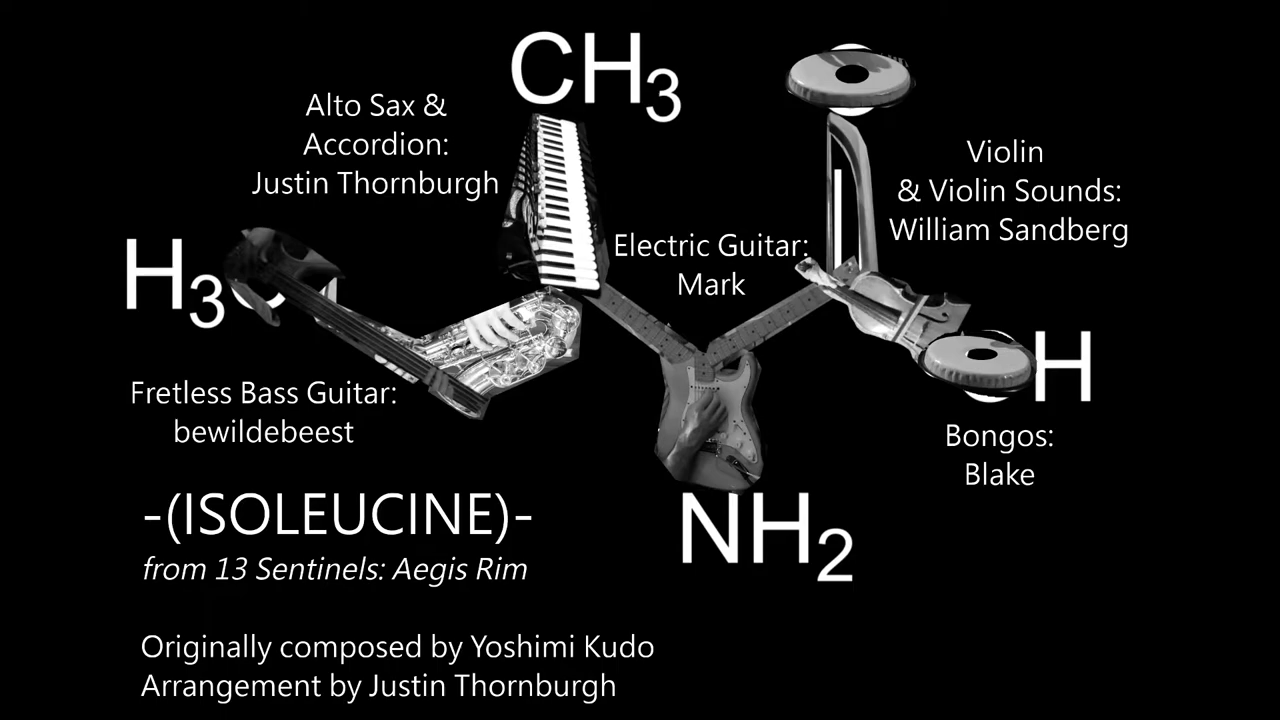 CH3
Alto Sax &
Accordion:
Justin Thornburgh
Violin
& Violin Sounds:
William Sandberg
Electric Guitar:
Mark
H3C
H
Fretless Bass Guitar:
bewildebeest
Bongos:
Blake
-(ISOLEUCINE)-
from 13 Sentinels: Aegis Rim
NH2
Originally composed by Yoshimi Kudo
Arrangement by Justin Thornburgh